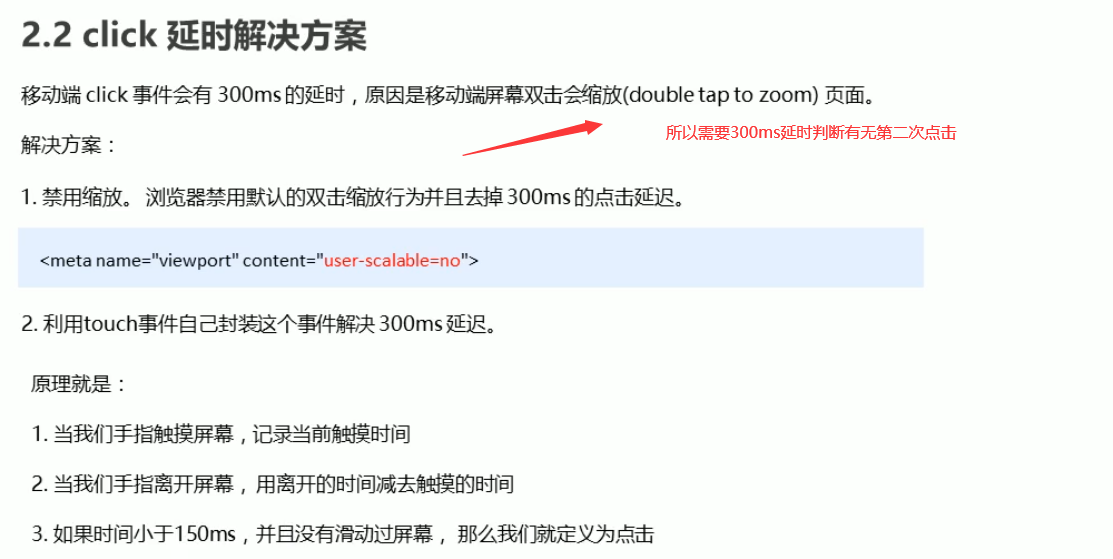 2.2 click 延时解决方案
移动端 click 事件会有 300ms 的延时，原因是移动端屏幕双击会缩放(double tap to zoom) 页面。
所以需要300ms延时判断有无第二次点击
解决方案：
1. 禁用缩放。 浏览器禁用默认的双击缩放行为并且去掉 300ms 的点击延迟。
<meta name="viewport" content="user-scalable=no">
2. 利用touch事件自己封装这个事件解决 300ms 延迟。
原理就是：
1. 当我们手指触摸屏幕，记录当前触摸时间
2. 当我们手指离开屏幕，用离开的时间减去触摸的时间
3. 如果时间小于150ms，并且没有滑动过屏幕，那么我们就定义为点击